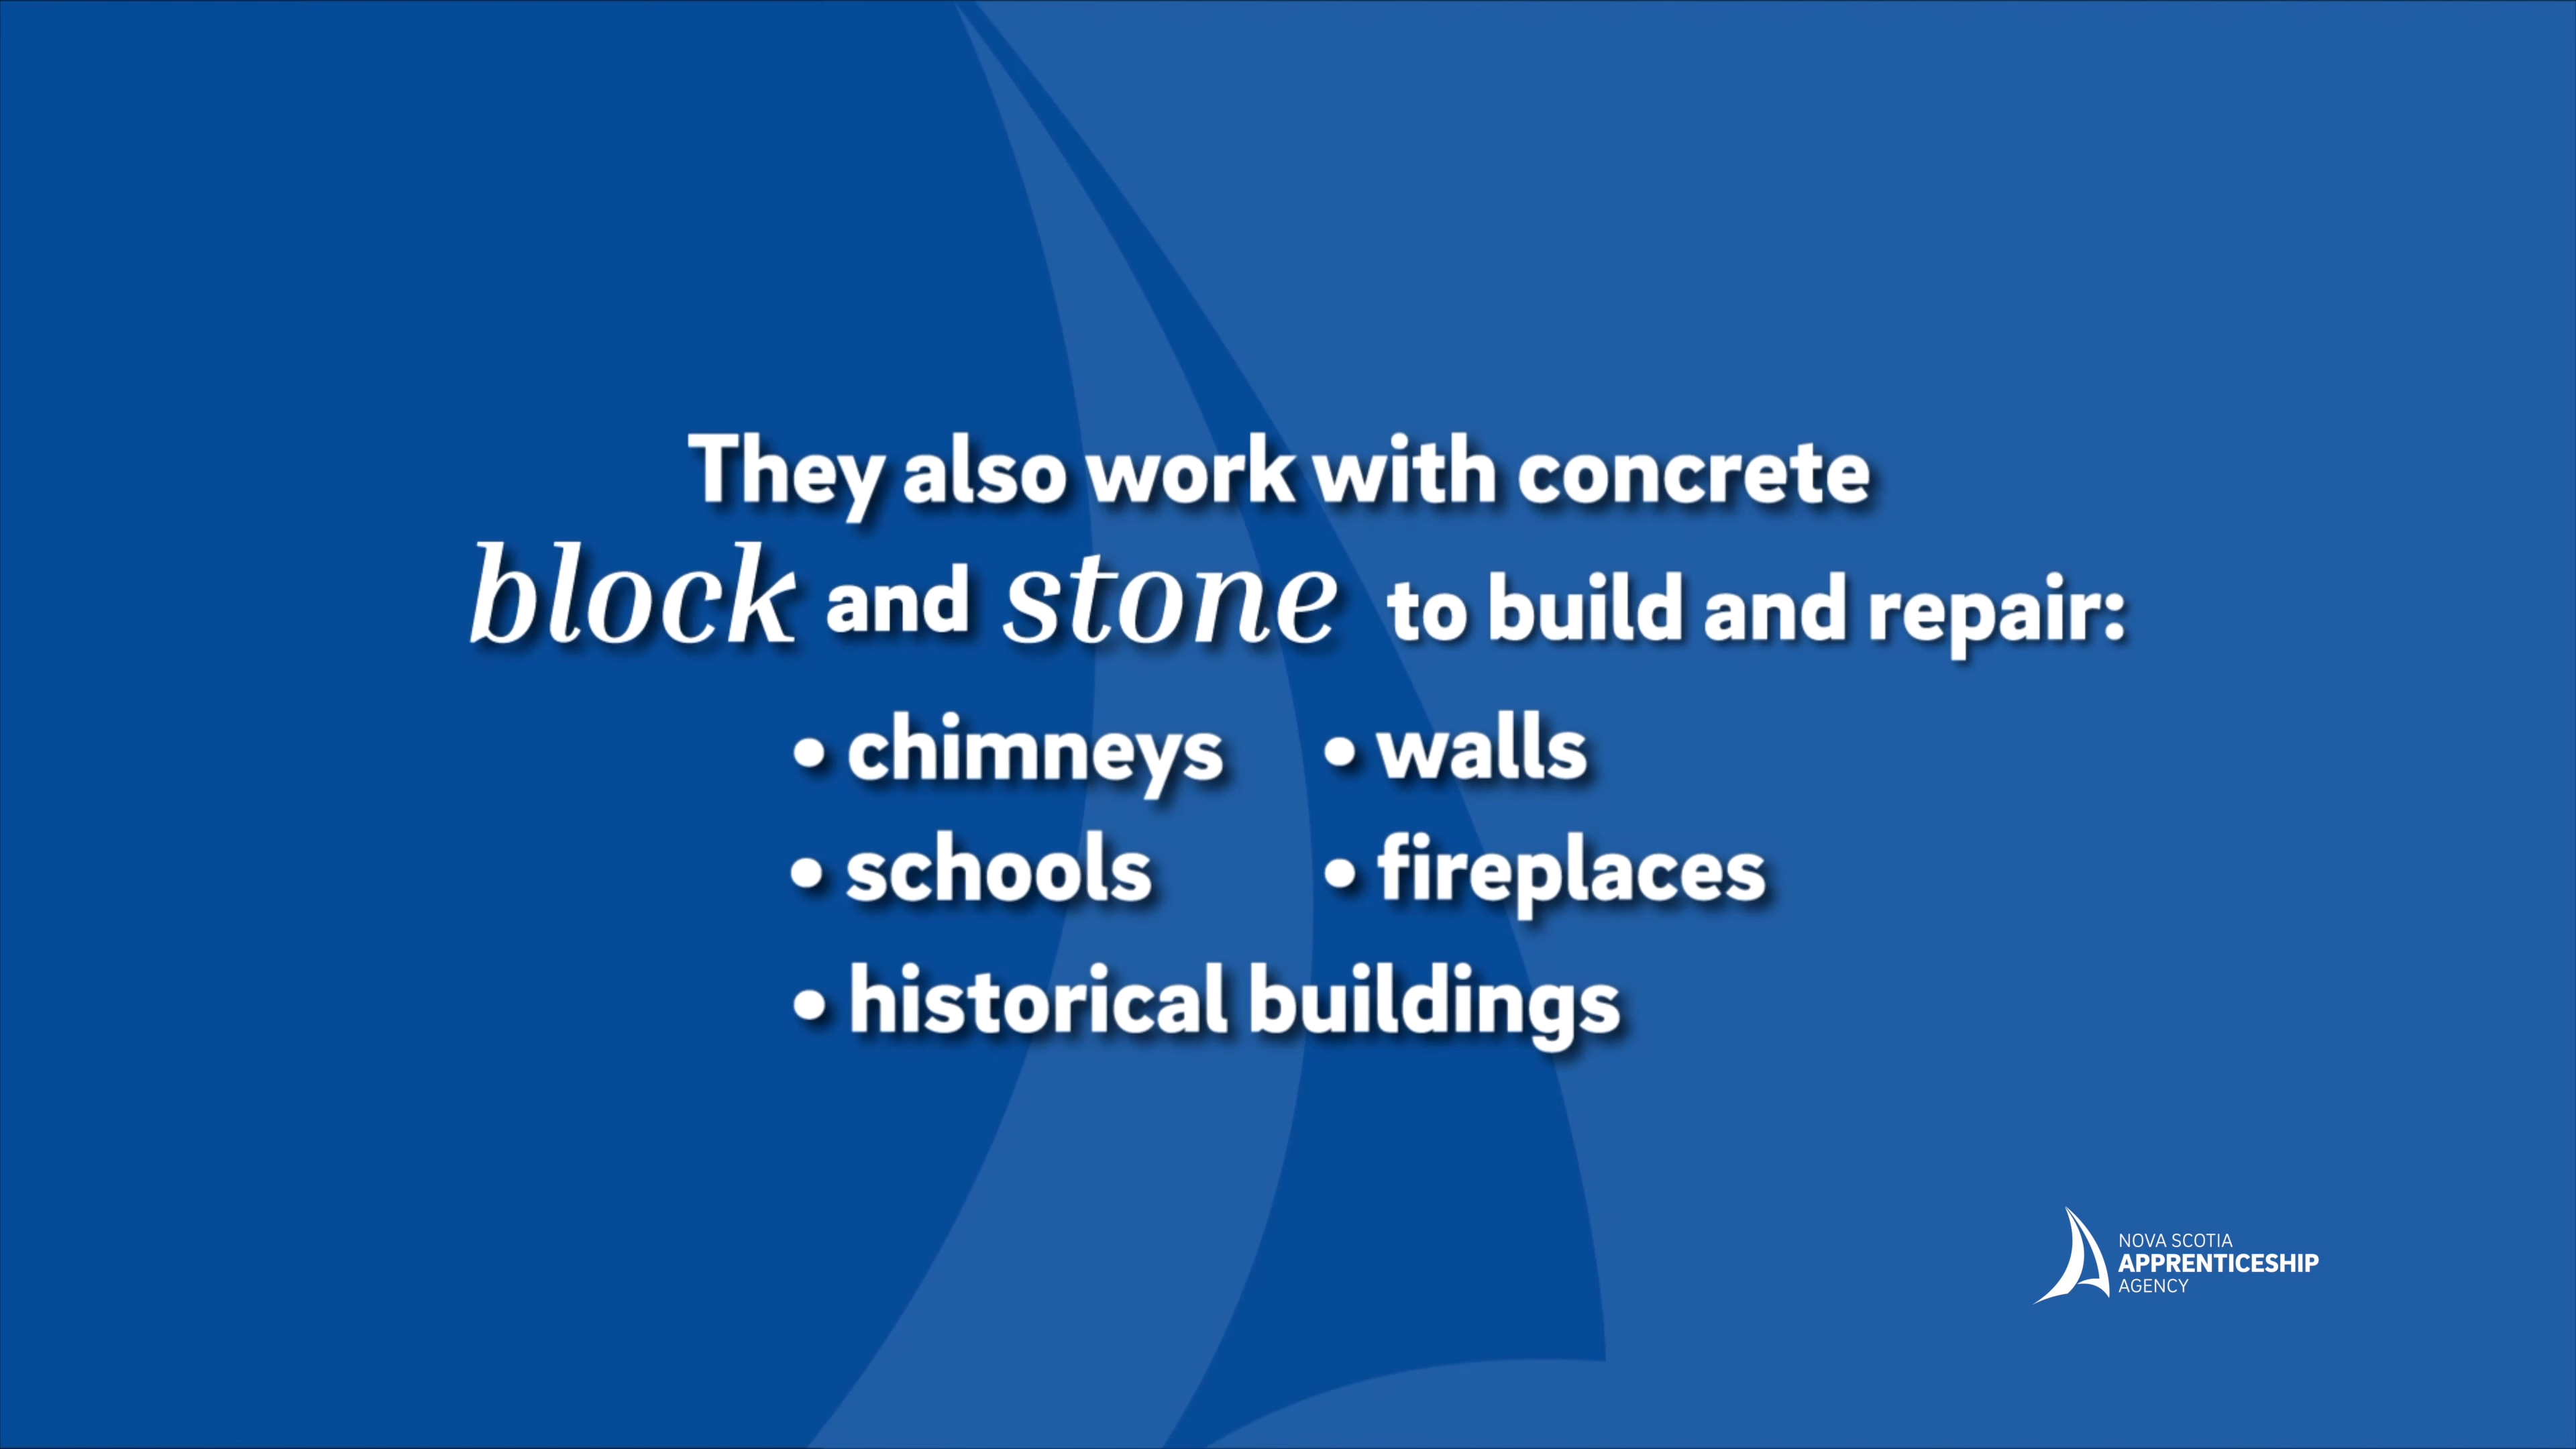 They also work with concrete
block and stone to build and repair:
• chimneys • walls
• schools • fireplaces
• historical buildings
NOVA SCOTIA
APPRENTICESHIP
AGENCY